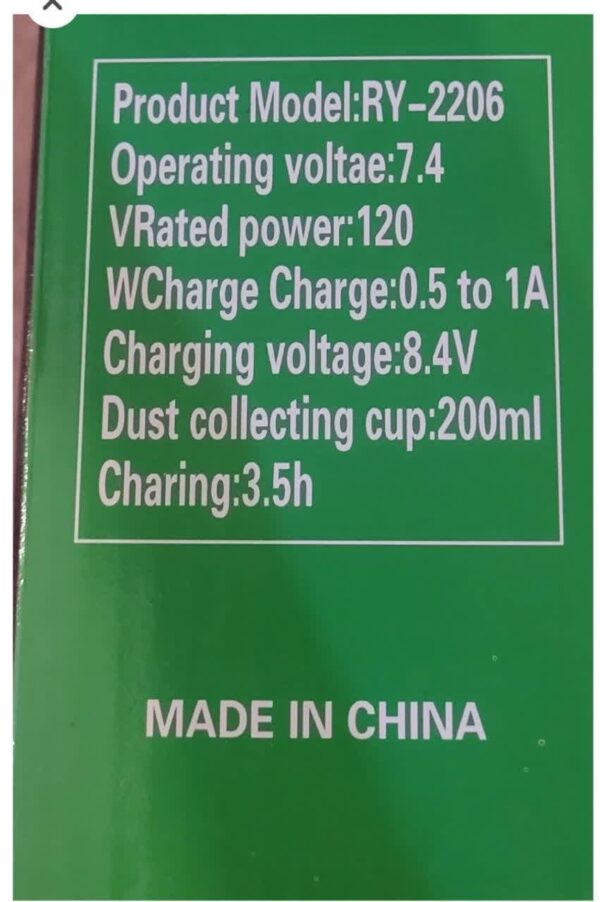 Product Model:RY-2206
Operating voltae:7.4
VRated power:120
WCharge Charge:0.5 to 1A
Charging voltage:8.4V
Dust collecting cup:200ml
Charing:3.5h
MADE IN CHINA